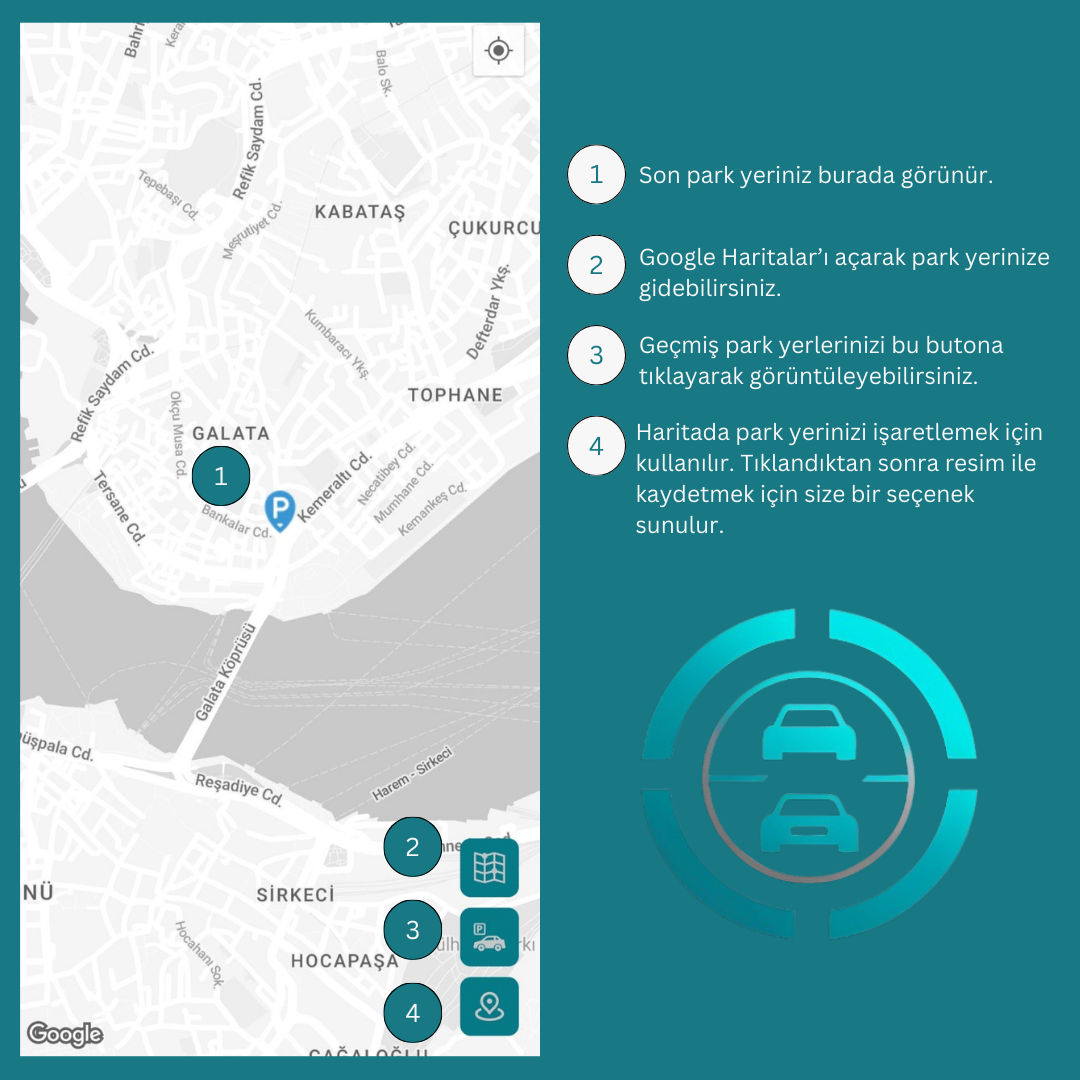 Bahri
Kera
Balo Sk.
Refik Saydam Cd.
Tepebaşı Cd.
Meşrutiyet Cd.
KABATAŞ
ÇUKURCU
Defterdar Ykş.
Kumbaracı Ykş.
Refik Saydam Cd.
TOPHANE
Okçu Musa Cd.
GALATA
1
Kemeraltı Cd.
Necatibey Cd.
Mumhane Cd.
Kemankeş Cd.
Tersane Cd.
P
Bankalar Cd.
Galata Köprüsü
üşpala Cd.
Reşadiye Cd.
Harem - Sirkeci
2
NÜ
SİRKECİ
P
3
Hocahanı Sok.
HOCAPAŞA
4
Google
CAĞALOĞLU
1 Son park yeriniz burada görünür.
2 Google Haritalar’ı açarak park yerinize
gidebilirsiniz.
3 Geçmiş park yerlerinizi bu butona
tıklayarak görüntüleyebilirsiniz.
4 Haritada park yerinizi işaretlemek için
kullanılır. Tıklandıktan sonra resim ile
kaydetmek için size bir seçenek
sunulur.